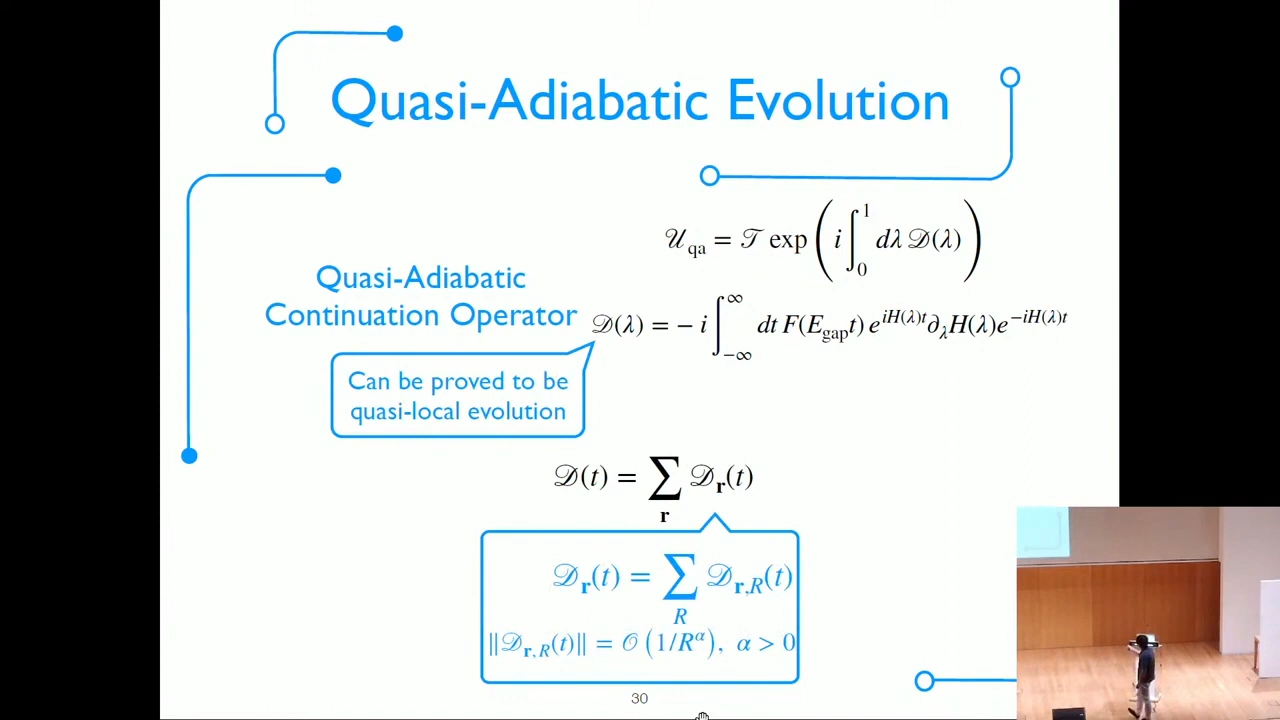 Quasi-Adiabatic Evolution
𝒰_qa = 𝒯 exp ( i ∫_0^1 dλ 𝒟(λ) )
Quasi-Adiabatic
Continuation Operator
𝒟(λ) = − i ∫_{−∞}^{∞} dt F(E_gap t) e^{iH(λ)t} ∂_λ H(λ) e^{−iH(λ)t}
Can be proved to be
quasi-local evolution
𝒟(t) = ∑_𝐫 𝒟_𝐫(t)
𝒟_𝐫(t) = ∑_R 𝒟_{𝐫,R}(t)
‖𝒟_{𝐫,R}(t)‖ = 𝒪 (1/R^α), α > 0
30